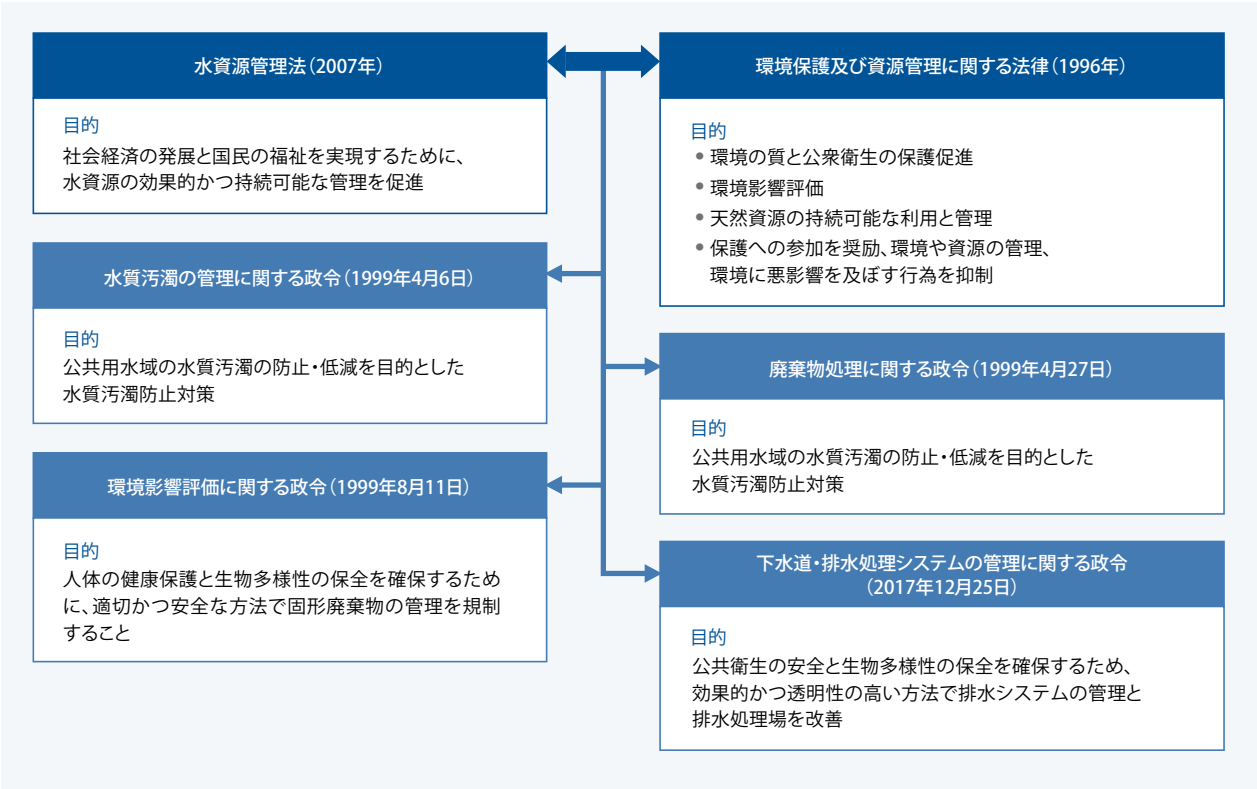 水資源管理法（2007年）
目的
社会経済の発展と国民の福祉を実現するために、
水資源の効果的かつ持続可能な管理を促進
環境保護及び資源管理に関する法律（1996年）
目的
• 環境の質と公衆衛生の保護促進
• 環境影響評価
• 天然資源の持続可能な利用と管理
• 保護への参加を奨励、環境や資源の管理、
環境に悪影響を及ぼす行為を抑制
水質汚濁の管理に関する政令（1999年4月6日）
目的
公共用水域の水質汚濁の防止・低減を目的とした
水質汚濁防止対策
廃棄物処理に関する政令（1999年4月27日）
目的
公共用水域の水質汚濁の防止・低減を目的とした
水質汚濁防止対策
環境影響評価に関する政令（1999年8月11日）
目的
人体の健康保護と生物多様性の保全を確保するため
に、適切かつ安全な方法で固形廃棄物の管理を規制
すること
下水道・排水処理システムの管理に関する政令
（2017年12月25日）
目的
公共衛生の安全と生物多様性の保全を確保するため、
効果的かつ透明性の高い方法で排水システムの管理と
排水処理場を改善